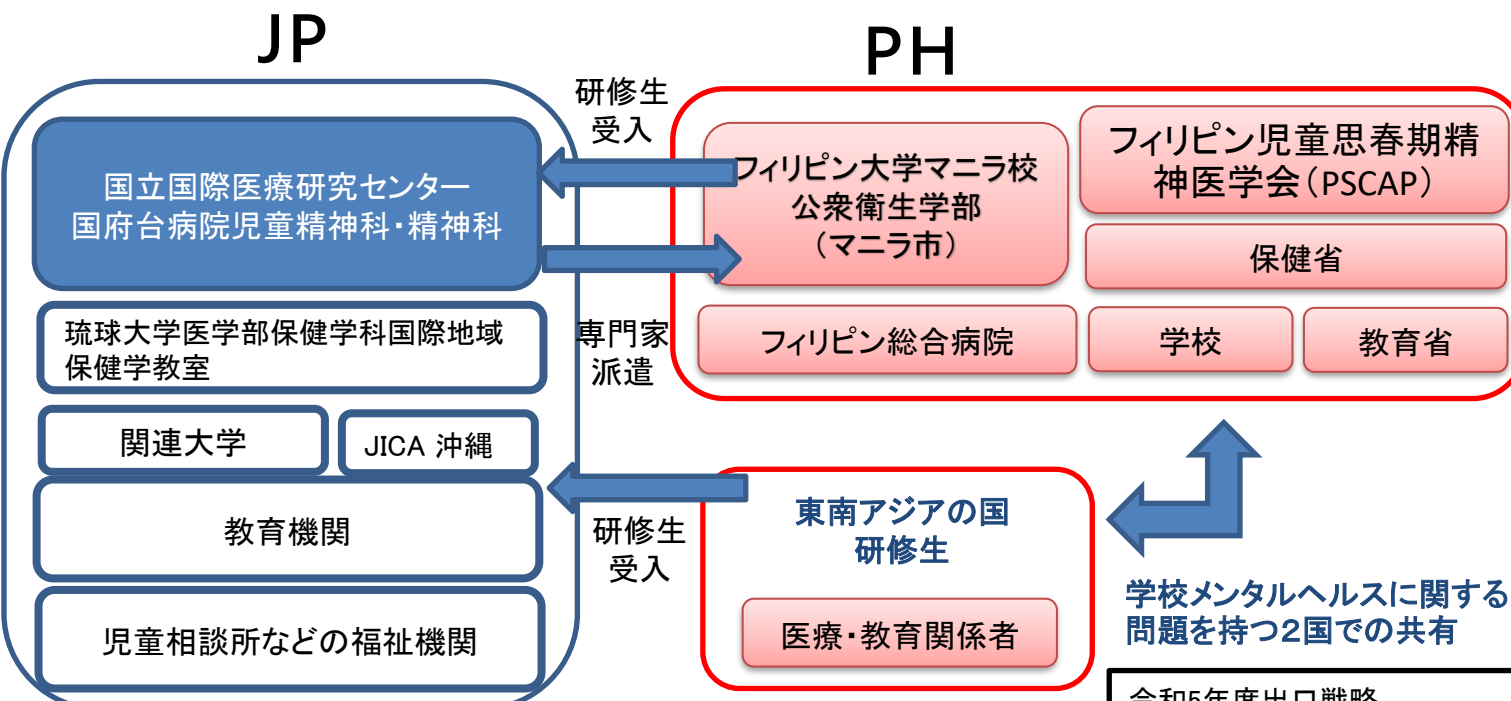 JP
国立国際医療研究センター
国府台病院児童精神科・精神科
琉球大学医学部保健学科国際地域
保健学教室
関連大学
JICA 沖縄
教育機関
児童相談所などの福祉機関
研修生
受入
専門家
派遣
研修生
受入
PH
フィリピン大学マニラ校
公衆衛生学部
（マニラ市）
フィリピン児童思春期精
神医学会（PSCAP）
保健省
フィリピン総合病院
学校
教育省
東南アジアの国
研修生
医療・教育関係者
学校メンタルヘルスに関する
問題を持つ２国での共有
令和5年度出口戦略